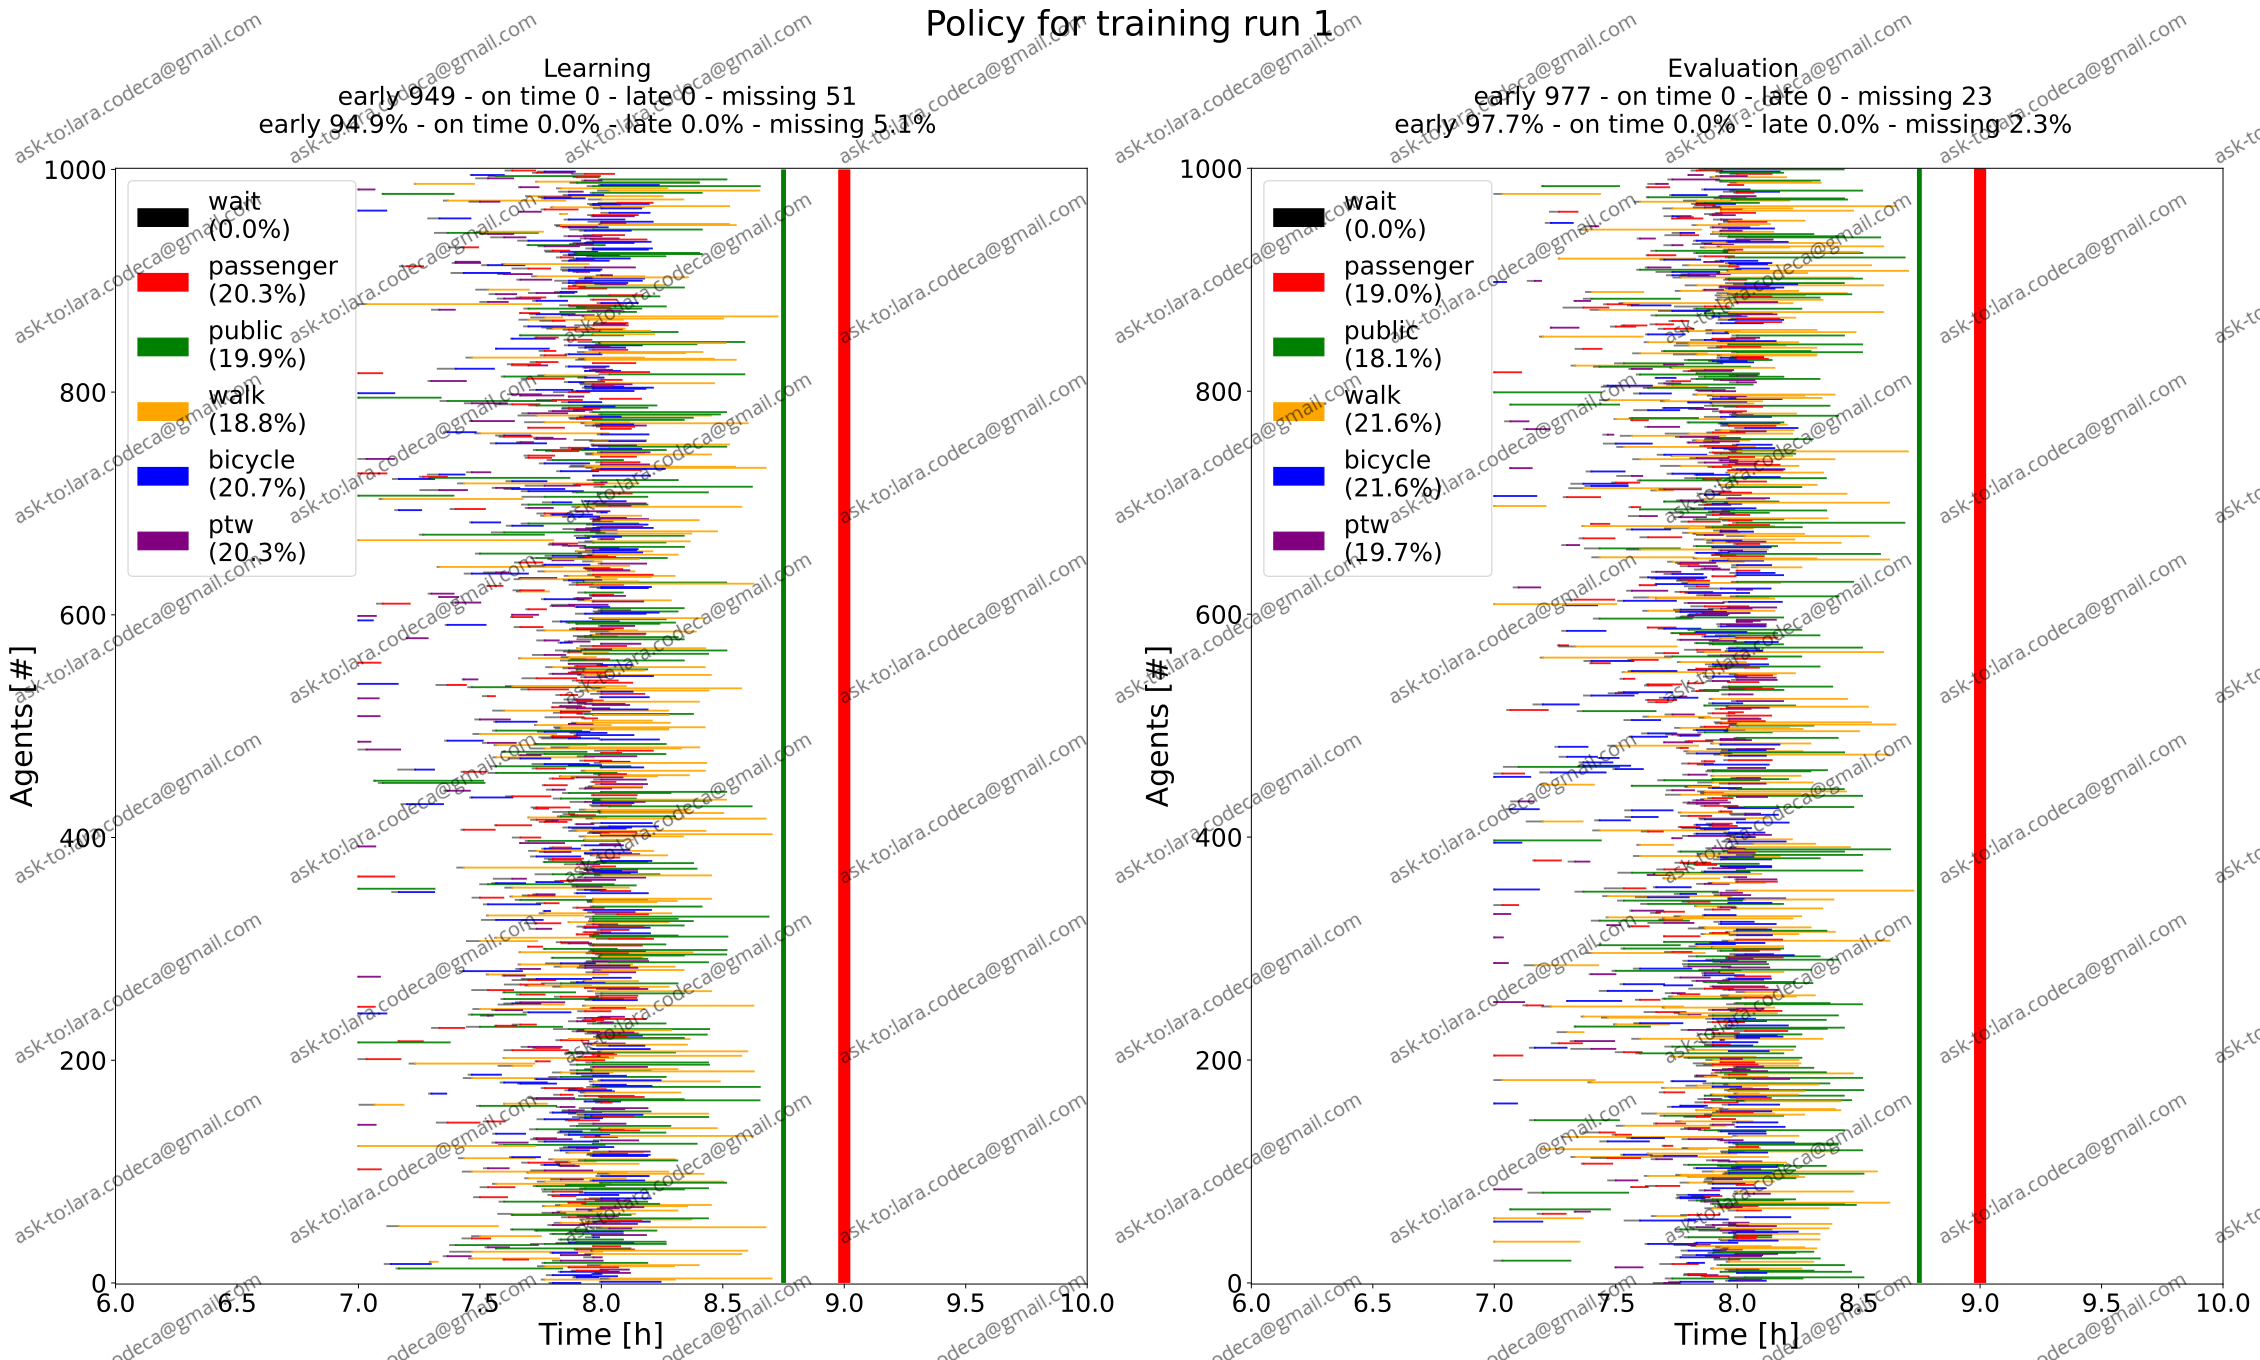 Policy for training run 1
Learning
early 949 - on time 0 - late 0 - missing 51
early 94.9% - on time 0.0% - late 0.0% - missing 5.1%
1000
800
600
400
200
0
Agents [#]
wait
(0.0%)
passenger
(20.3%)
public
(19.9%)
walk
(18.8%)
bicycle
(20.7%)
ptw
(20.3%)
6.0 6.5 7.0 7.5 8.0 8.5 9.0 9.5 10.0
Time [h]
Evaluation
early 977 - on time 0 - late 0 - missing 23
early 97.7% - on time 0.0% - late 0.0% - missing 2.3%
1000
800
600
400
200
0
Agents [#]
wait
(0.0%)
passenger
(19.0%)
public
(18.1%)
walk
(21.6%)
bicycle
(21.6%)
ptw
(19.7%)
6.0 6.5 7.0 7.5 8.0 8.5 9.0 9.5 10.0
Time [h]
ask-to:lara.codeca@gmail.com